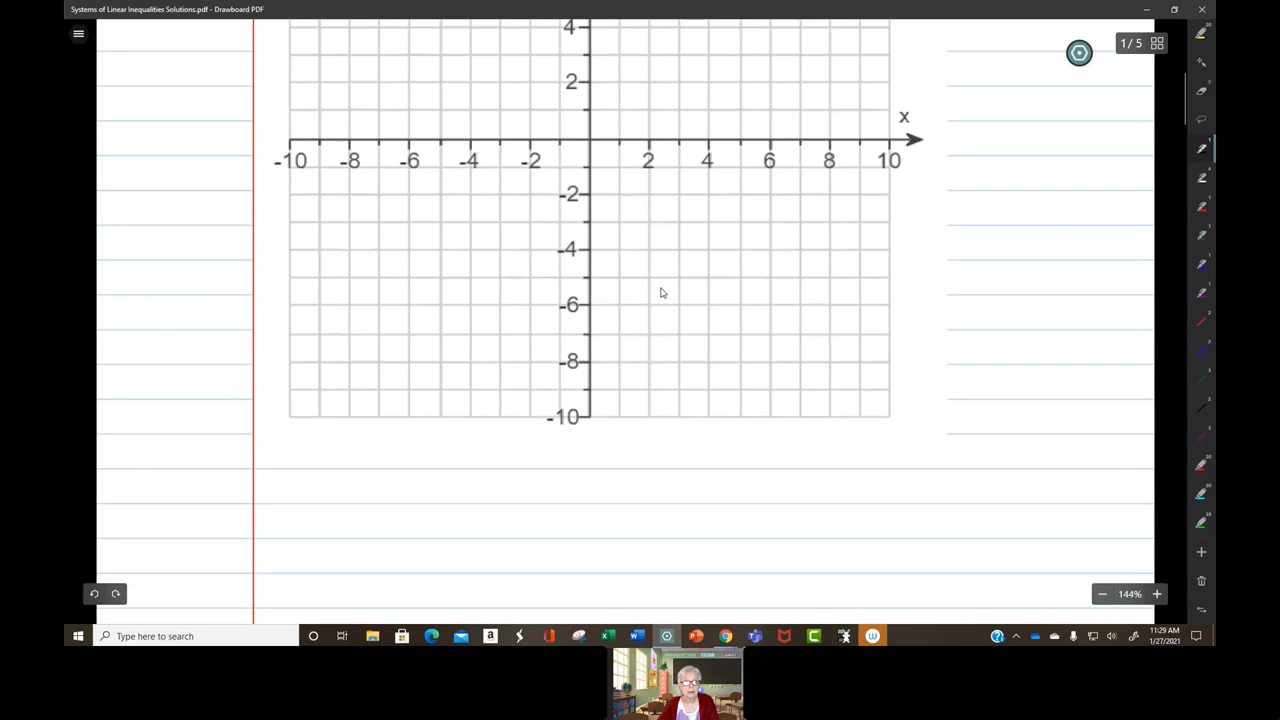 Systems of Linear Inequalities Solutions.pdf - Drawboard PDF
1 / 5
4
2
x
-10 -8 -6 -4 -2 2 4 6 8 10
-2
-4
-6
-8
-10
144%
Type here to search
11:29 AM
1/27/2021